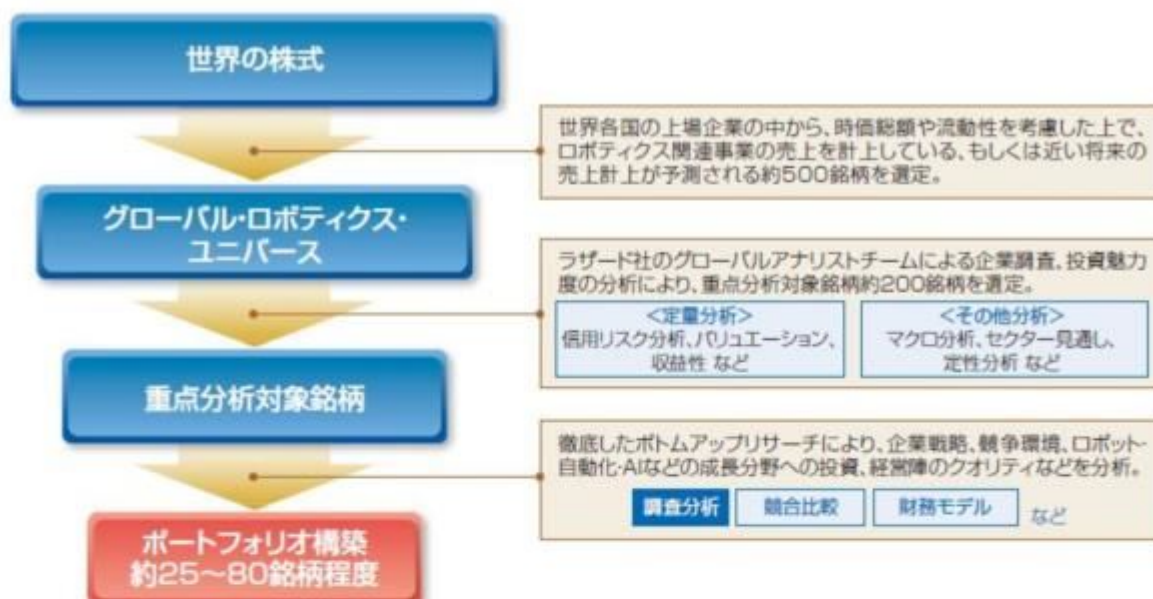 世界の株式
世界各国の上場企業の中から、時価総額や流動性を考慮した上で、
ロボティクス関連事業の売上を計上している、もしくは近い将来の
売上計上が予測される約500銘柄を選定。
グローバル・ロボティクス・
ユニバース
ラザード社のグローバルアナリストチームによる企業調査、投資魅力
度の分析により、重点分析対象銘柄約200銘柄を選定。
<定量分析>
信用リスク分析、バリュエーション、
収益性 など
<その他分析>
マクロ分析、セクター見通し、
定性分析 など
重点分析対象銘柄
徹底したボトムアップリサーチにより、企業戦略、競争環境、ロボット・
自動化・AIなどの成長分野への投資、経営陣のクオリティなどを分析。
調査分析
競合比較
財務モデル
など
ポートフォリオ構築
約25~80銘柄程度